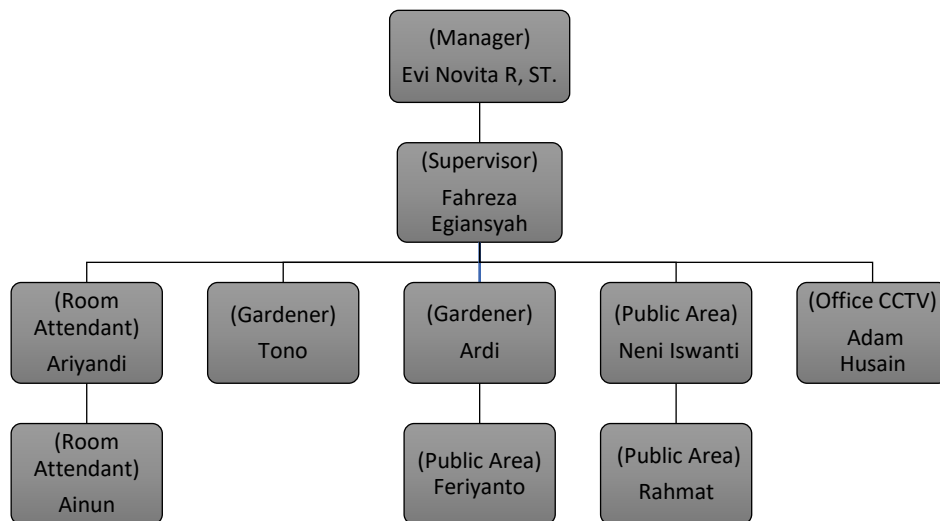 (Manager)
Evi Novita R, ST.
(Supervisor)
Fahreza
Egiansyah
(Room
Attendant)
Ariyandi
(Gardener)
Tono
(Gardener)
Ardi
(Public Area)
Neni Iswanti
(Office CCTV)
Adam
Husain
(Room
Attendant)
Ainun
(Public Area)
Feriyanto
(Public Area)
Rahmat